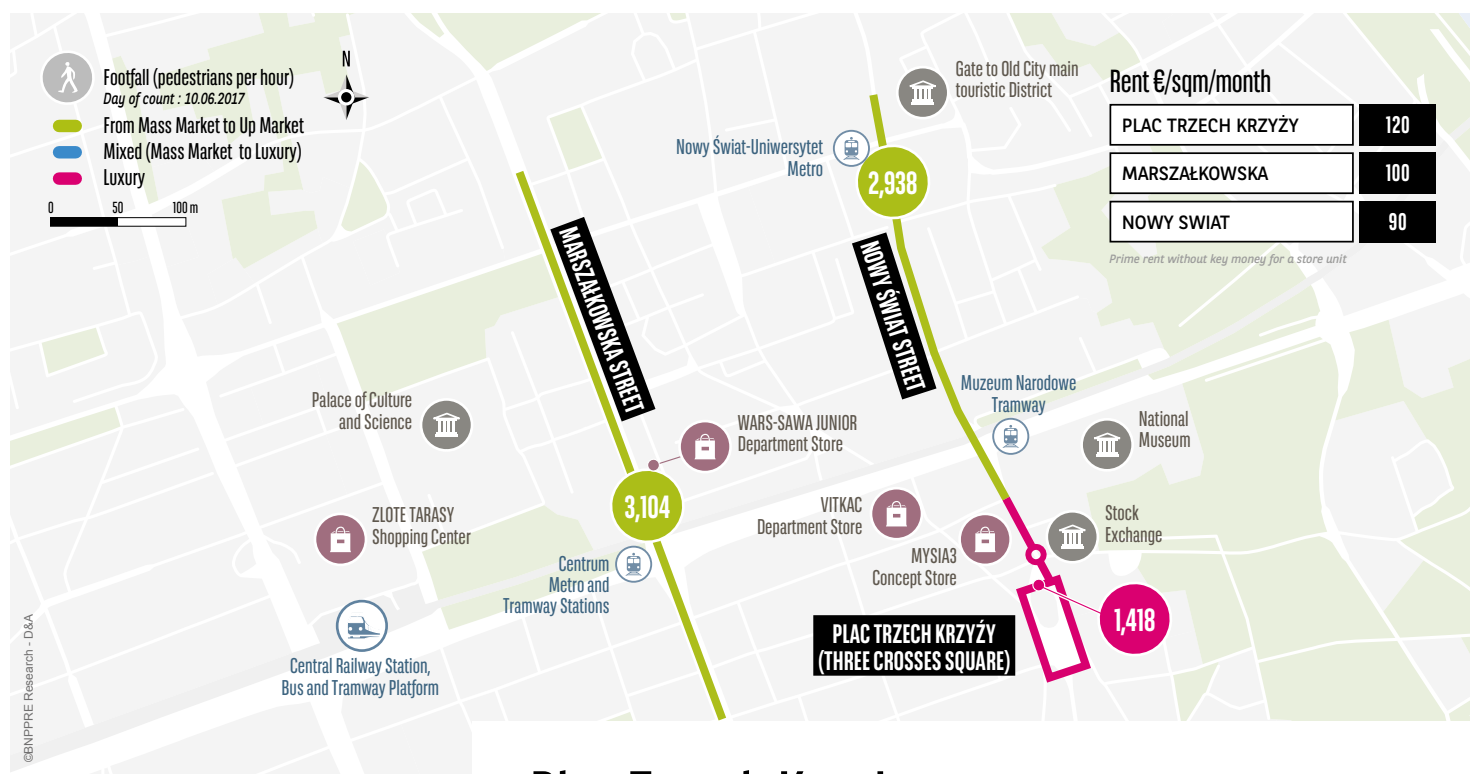 Footfall (pedestrians per hour)
Day of count : 10.06.2017
From Mass Market to Up Market
Mixed (Mass Market to Luxury)
Luxury
0 50 100 m
N
Gate to Old City main
touristic District
Nowy Świat-Uniwersytet
Metro
2,938
Rent €/sqm/month
PLAC TRZECH KRZYŻY 120
MARSZAŁKOWSKA 100
NOWY SWIAT 90
Prime rent without key money for a store unit
MARSZAŁKOWSKA STREET
NOWY ŚWIAT STREET
Palace of Culture
and Science
WARS-SAWA JUNIOR
Department Store
Muzeum Narodowe
Tramway
National
Museum
3,104
ZLOTE TARASY
Shopping Center
VITKAC
Department Store
Stock
Exchange
MYSIA3
Concept Store
Centrum
Metro and
Tramway Stations
1,418
PLAC TRZECH KRZYŹY
(THREE CROSSES SQUARE)
Central Railway Station,
Bus and Tramway Platform
©BNPPRE Research - D&A